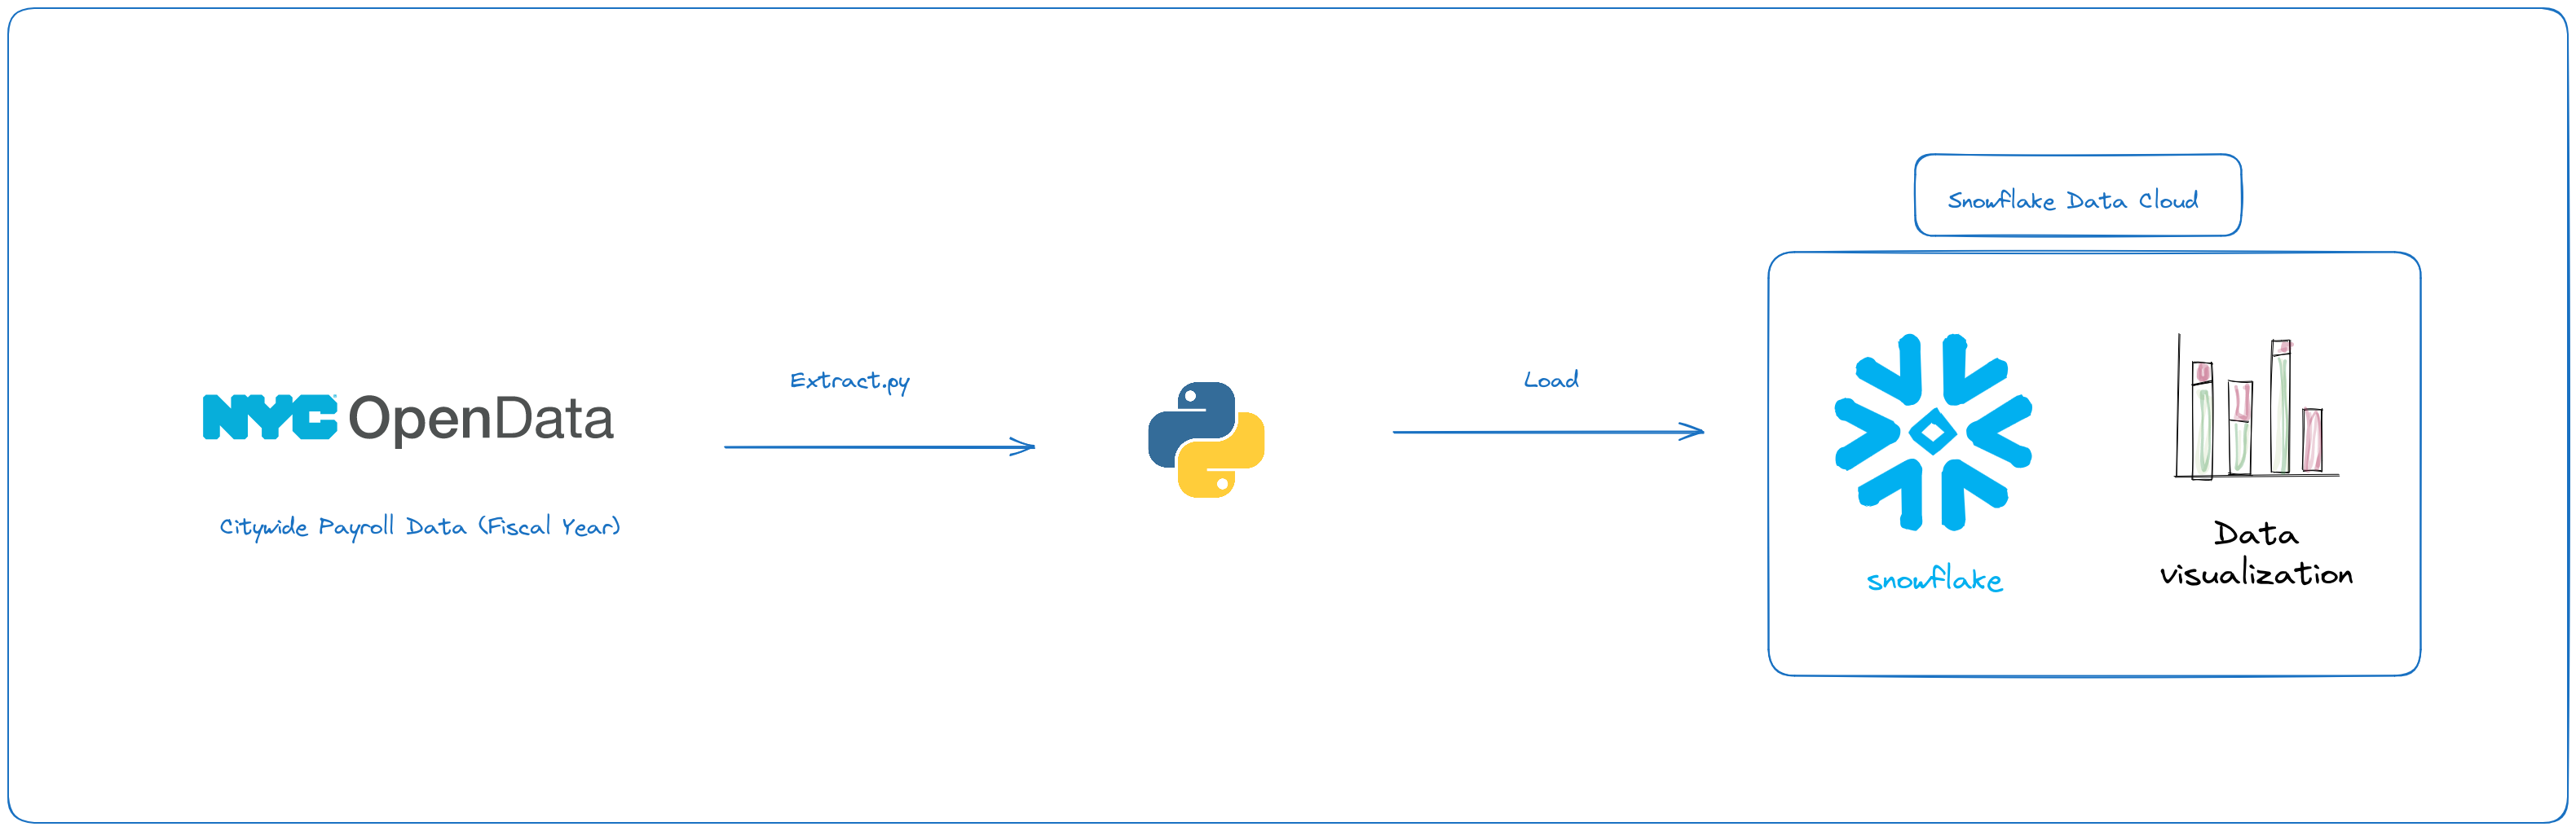 Snowflake Data Cloud
Extract.py
Load
NYC OpenData
Citywide Payroll Data (Fiscal Year)
snowflake
Data
visualization